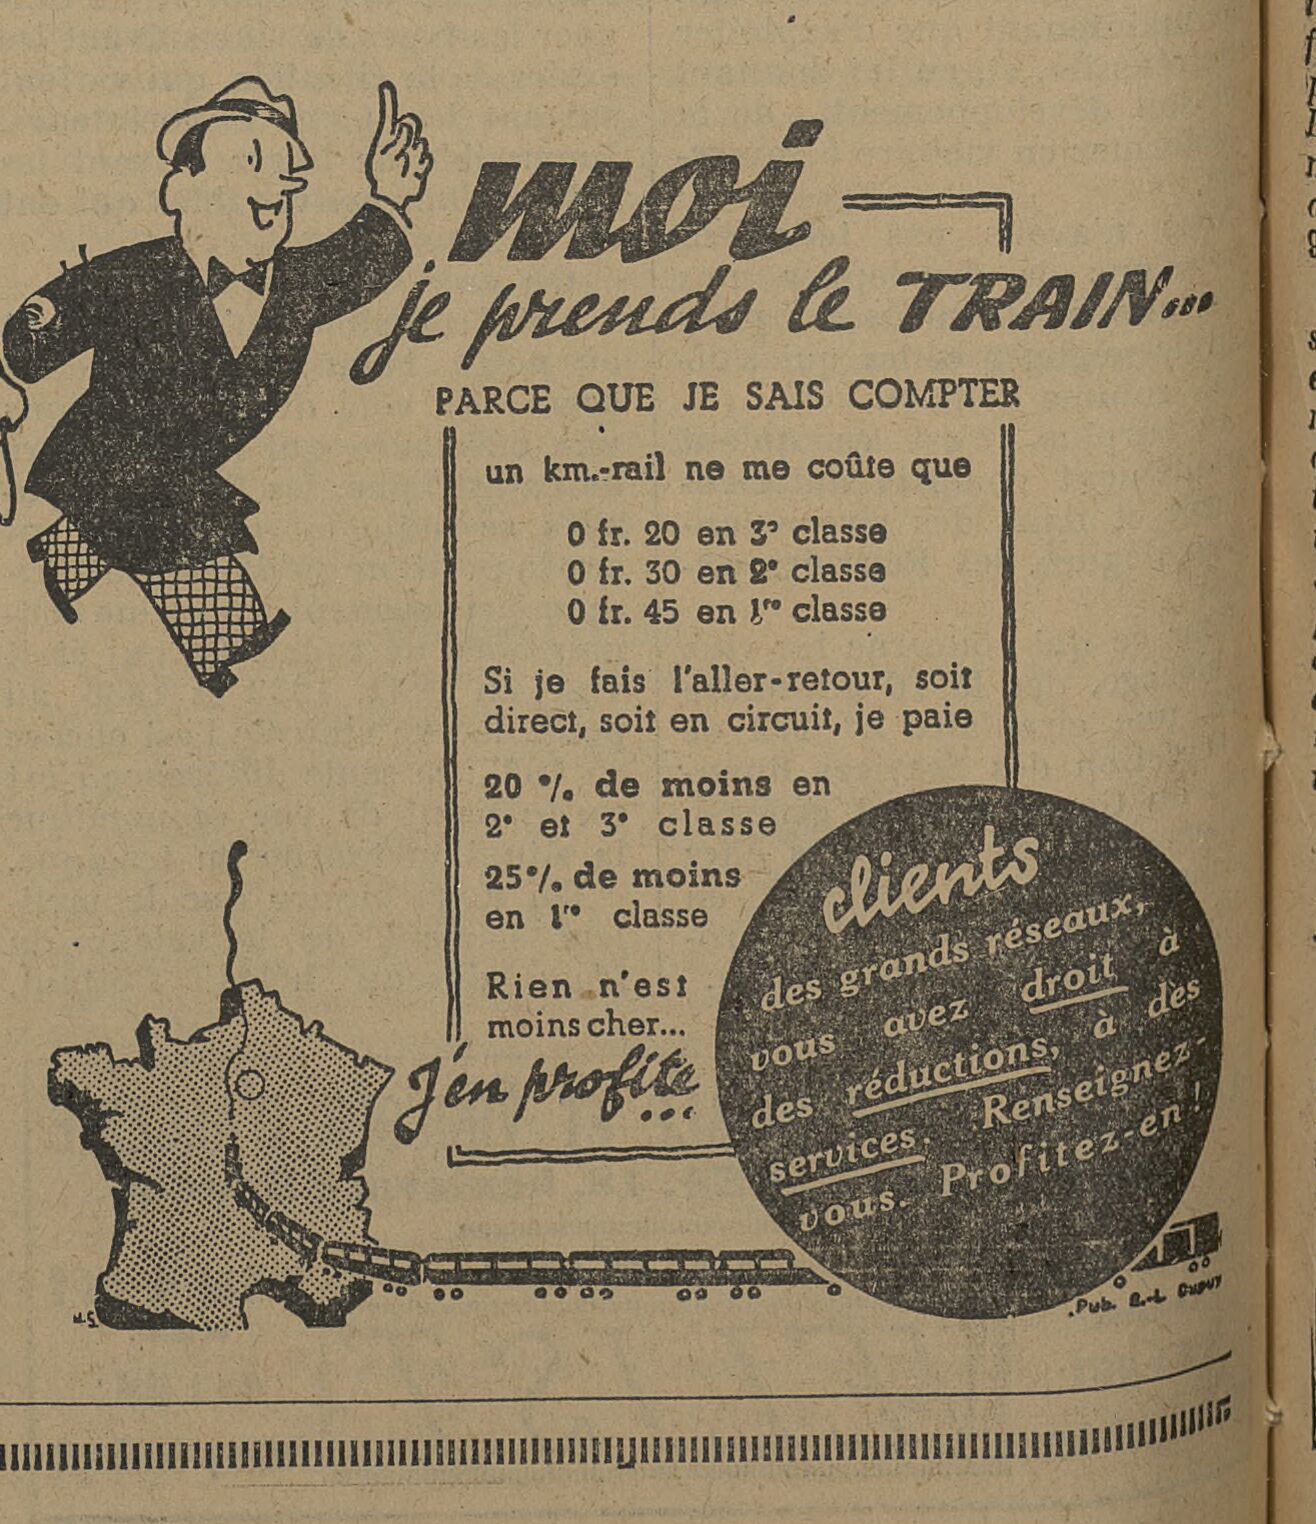 moi
je prends le TRAIN...
PARCE QUE JE SAIS COMPTER
un km.-rail ne me coûte que
0 fr. 20 en 3e classe
0 fr. 30 en 2e classe
0 fr. 45 en 1re classe
Si je fais l'aller-retour, soit
direct, soit en circuit, je paie
20 % de moins en
2e et 3e classe
25 % de moins
en 1re classe
Rien n'est
moins cher...
J'en profite...
clients
des grands réseaux,
vous avez droit à
des réductions, à dès
services. Renseignez-
vous. Profitez-en !
Pub. R.-L. Dupuy